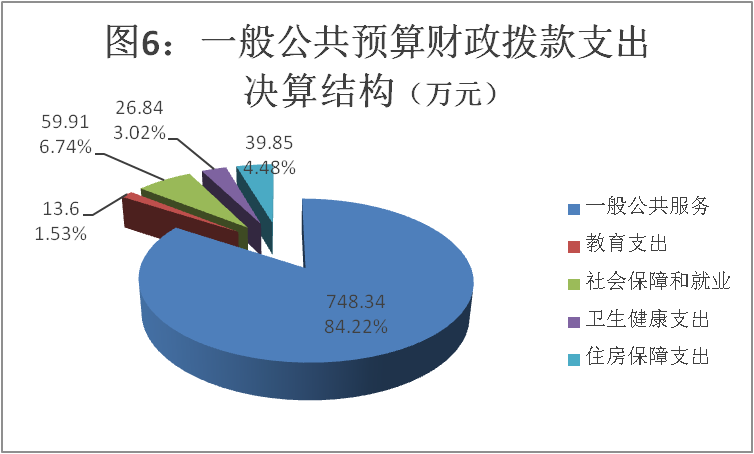 图6：一般公共预算财政拨款支出
决算结构（万元）
59.91
6.74%
26.84
3.02%
39.85
4.48%
13.6
1.53%
748.34
84.22%
一般公共服务
教育支出
社会保障和就业
卫生健康支出
住房保障支出